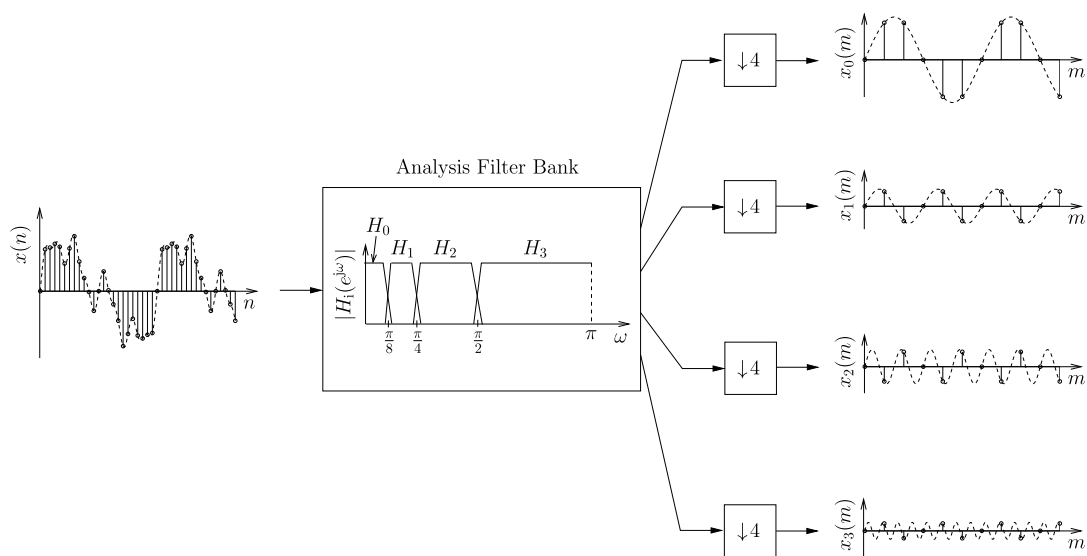 ↓4
x₀(m)
m
Analysis Filter Bank
↓4
x₁(m)
m
x(n)
n
|Hᵢ(e^{jω})|
H₀
H₁ H₂ H₃
π/8 π/4 π/2 π ω
↓4
x₂(m)
m
↓4
x₃(m)
m